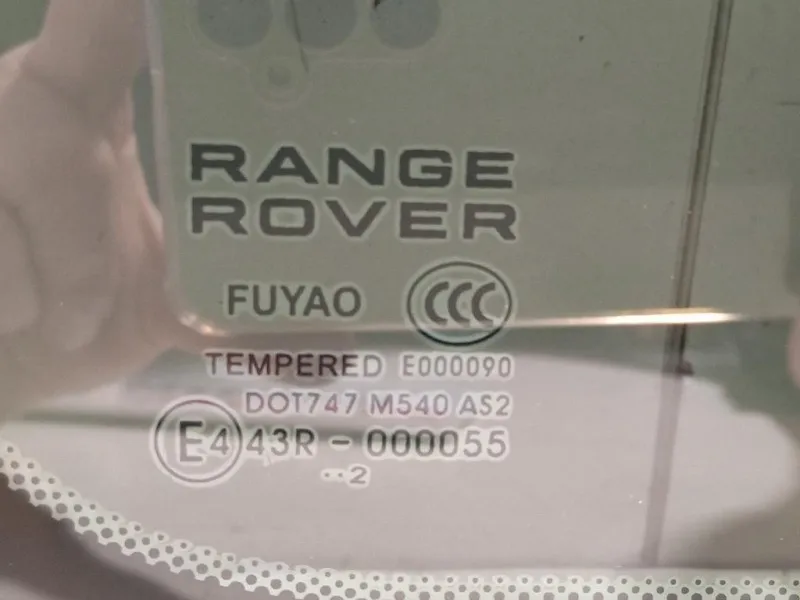 RANGE
ROVER
FUYAO CCC
TEMPERED E000090
DOT747 M540 AS2
E4 43R - 000055
··2